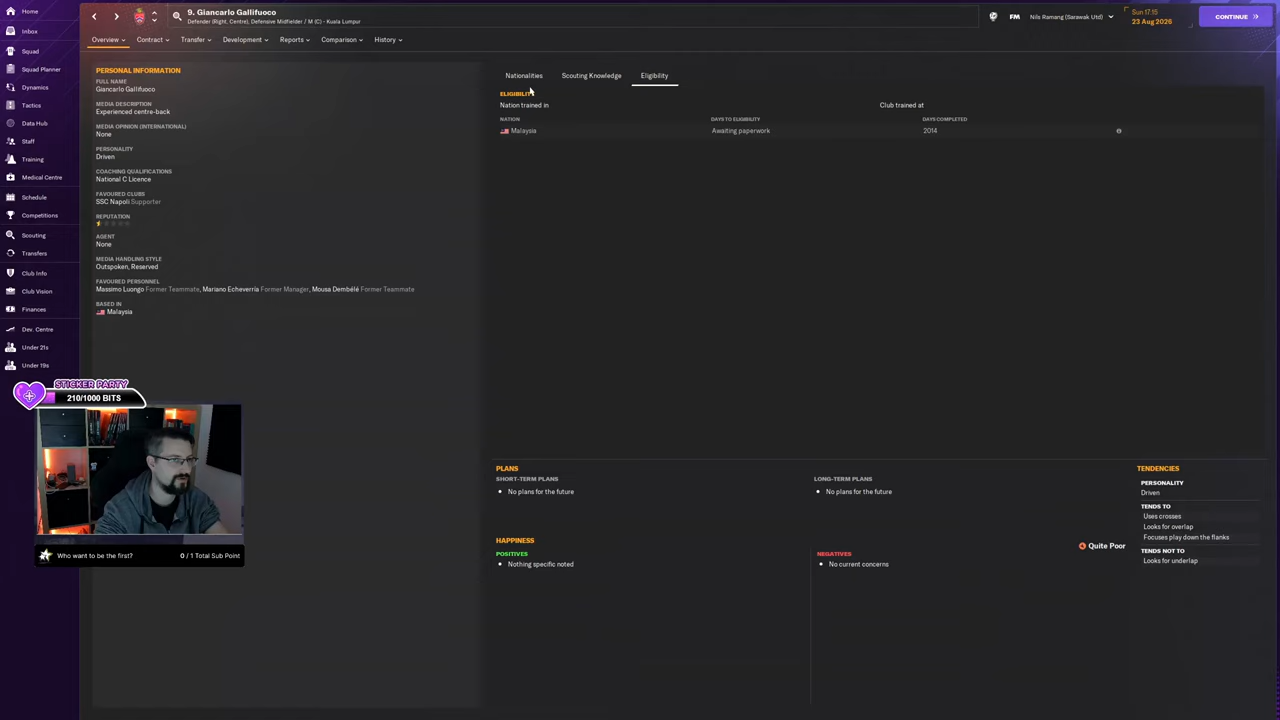 Home
Inbox
Squad
Squad Planner
Dynamics
Tactics
Data Hub
Staff
Training
Medical Centre
Schedule
Competitions
Scouting
Transfers
Club Info
Club Vision
Finances
Dev. Centre
Under 21s
Under 19s
9. Giancarlo Gallifuoco
Defender (Right, Centre), Defensive Midfielder / M (C) - Kuala Lumpur
FM
Nils Ramang (Sarawak Utd)
Sun 17:15
23 Aug 2026
CONTINUE
Overview
Contract
Transfer
Development
Reports
Comparison
History
PERSONAL INFORMATION
FULL NAME
Giancarlo Gallifuoco
MEDIA DESCRIPTION
Experienced centre-back
MEDIA OPINION (INTERNATIONAL)
None
PERSONALITY
Driven
COACHING QUALIFICATIONS
National C Licence
FAVOURED CLUBS
SSC Napoli Supporter
REPUTATION
AGENT
None
MEDIA HANDLING STYLE
Outspoken, Reserved
FAVOURED PERSONNEL
Massimo Luongo Former Teammate, Mariano Echeverría Former Manager, Mousa Dembélé Former Teammate
BASED IN
Malaysia
Nationalities
Scouting Knowledge
Eligibility
ELIGIBILITY
Nation trained in
Club trained at
NATION
DAYS TO ELIGIBILITY
DAYS COMPLETED
Malaysia
Awaiting paperwork
2014
PLANS
SHORT-TERM PLANS
No plans for the future
LONG-TERM PLANS
No plans for the future
HAPPINESS
Quite Poor
POSITIVES
Nothing specific noted
NEGATIVES
No current concerns
TENDENCIES
PERSONALITY
Driven
TENDS TO
Uses crosses
Looks for overlap
Focuses play down the flanks
TENDS NOT TO
Looks for underlap
STICKER PARTY
210/1000 BITS
Who want to be the first?
0 / 1 Total Sub Point